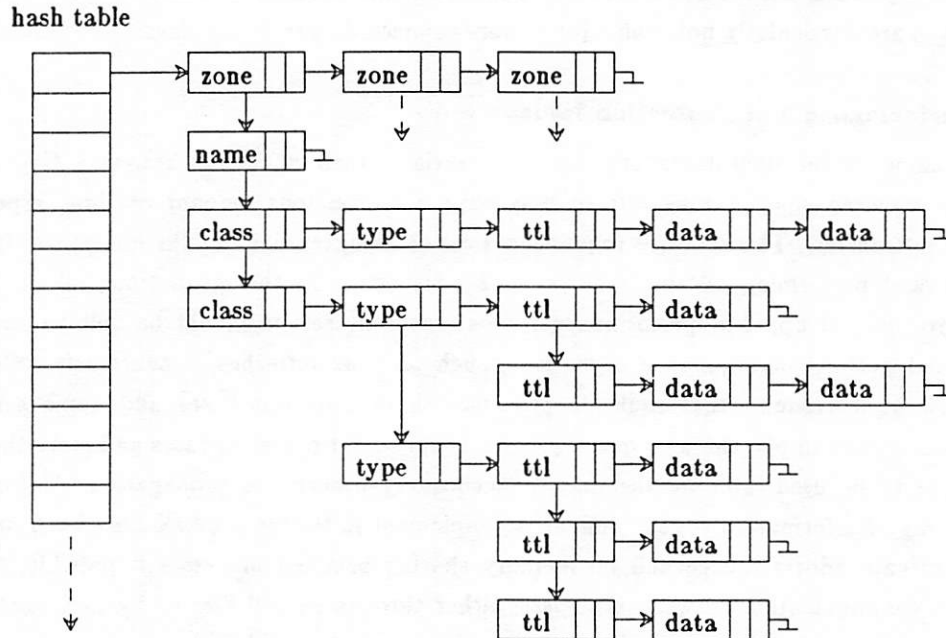 hash table
zone zone zone
name
class type ttl data data
class type ttl data
ttl data data
type ttl data
ttl data
ttl data